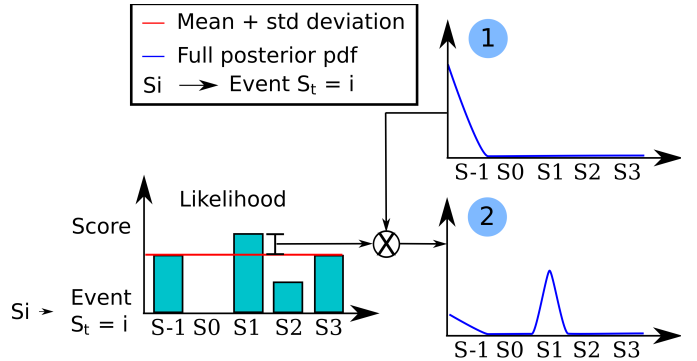 Mean + std deviation
Full posterior pdf
Si Event St = i
1
S-1 S0 S1 S2 S3
Likelihood
Score
Event
St = i
Si
S-1 S0 S1 S2 S3
2
S-1 S0 S1 S2 S3